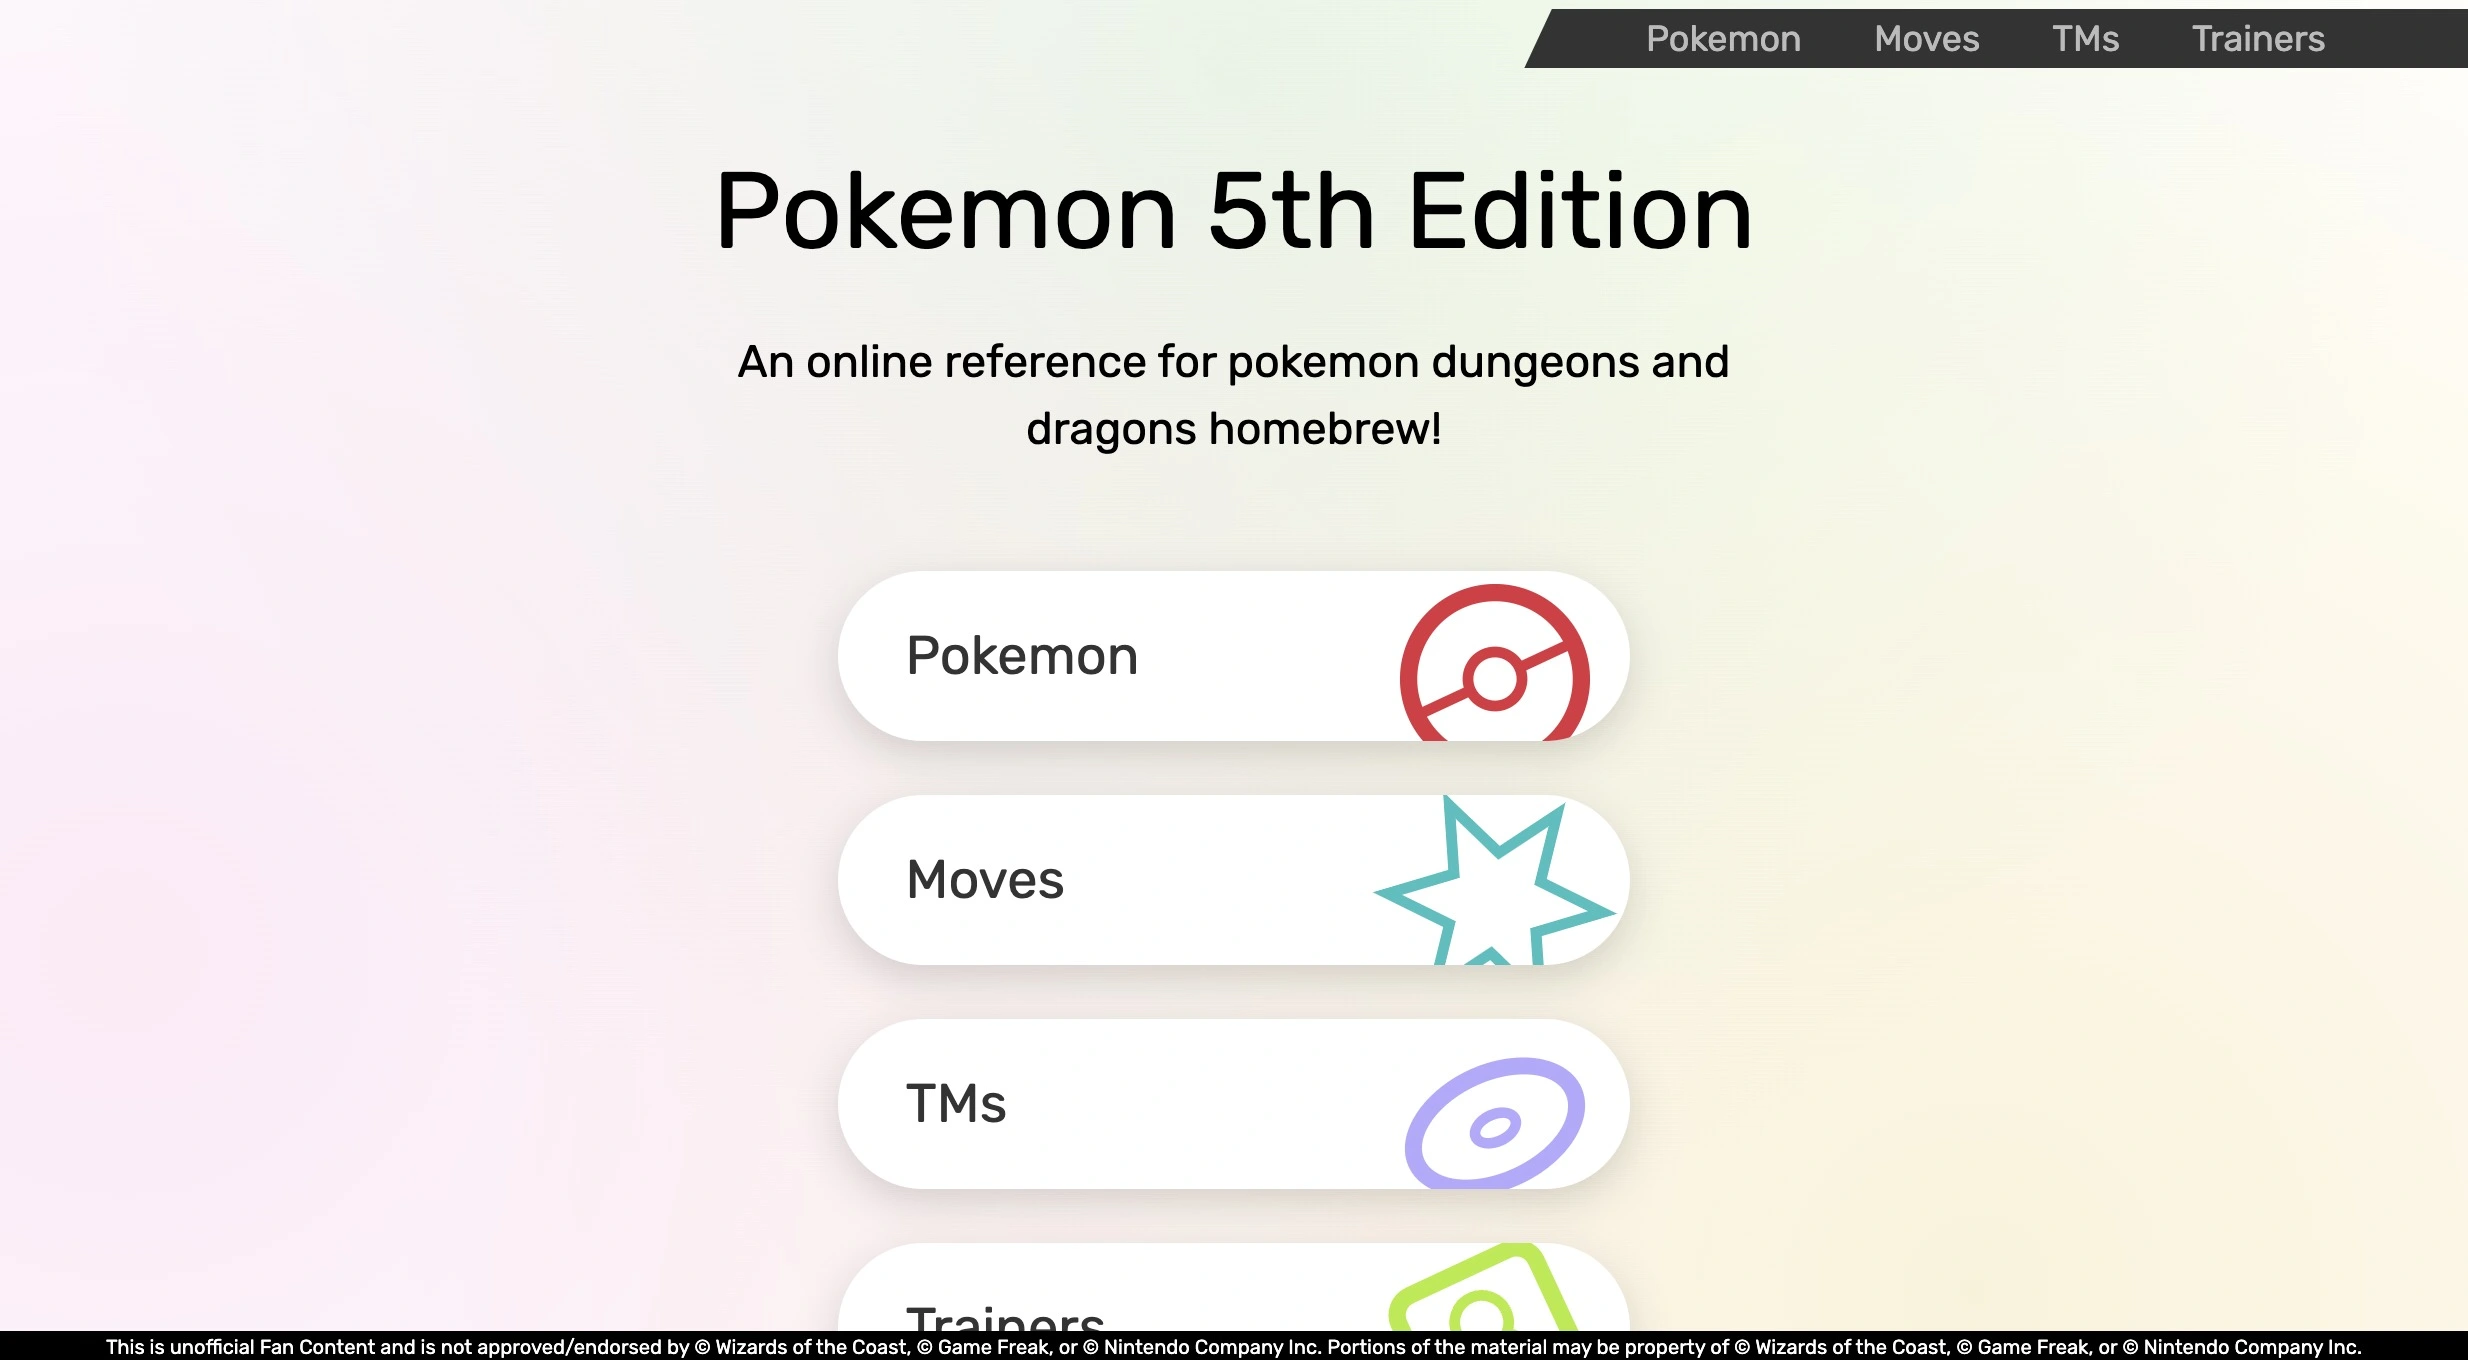 Pokemon Moves TMs Trainers
Pokemon 5th Edition
An online reference for pokemon dungeons and
dragons homebrew!
Pokemon
Moves
TMs
Trainers
This is unofficial Fan Content and is not approved/endorsed by © Wizards of the Coast, © Game Freak, or © Nintendo Company Inc. Portions of the material may be property of © Wizards of the Coast, © Game Freak, or © Nintendo Company Inc.